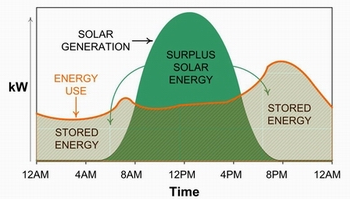 SOLAR
GENERATION
SURPLUS
SOLAR
ENERGY
kW
ENERGY
USE
STORED
ENERGY
STORED
ENERGY
12AM 4AM 8AM 12PM 4PM 8PM 12AM
Time